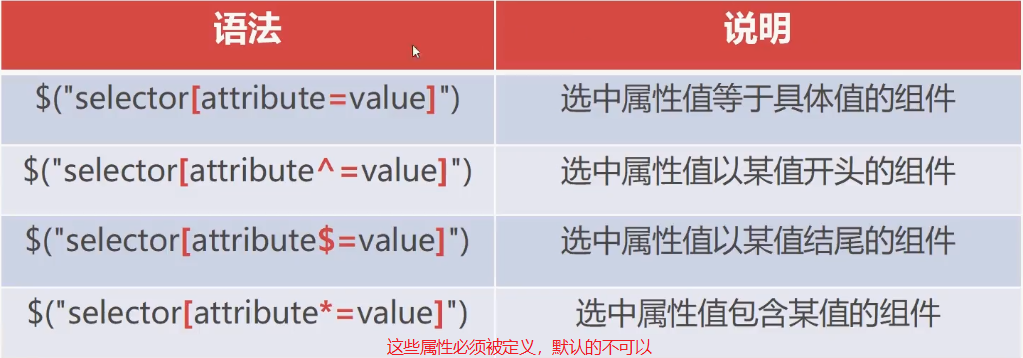 语法 说明
$("selector[attribute=value]") 选中属性值等于具体值的组件
$("selector[attribute^=value]") 选中属性值以某值开头的组件
$("selector[attribute$=value]") 选中属性值以某值结尾的组件
$("selector[attribute*=value]") 选中属性值包含某值的组件
这些属性必须被定义，默认的不可以